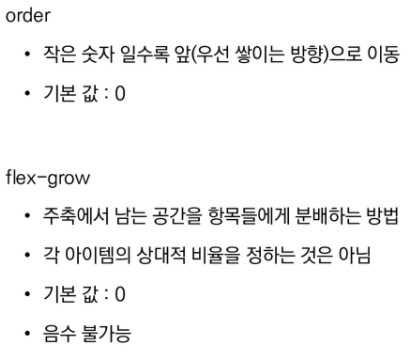 order
• 작은 숫자 일수록 앞(우선 쌓이는 방향)으로 이동
• 기본 값 : 0
flex-grow
• 주축에서 남는 공간을 항목들에게 분배하는 방법
• 각 아이템의 상대적 비율을 정하는 것은 아님
• 기본 값 : 0
• 음수 불가능